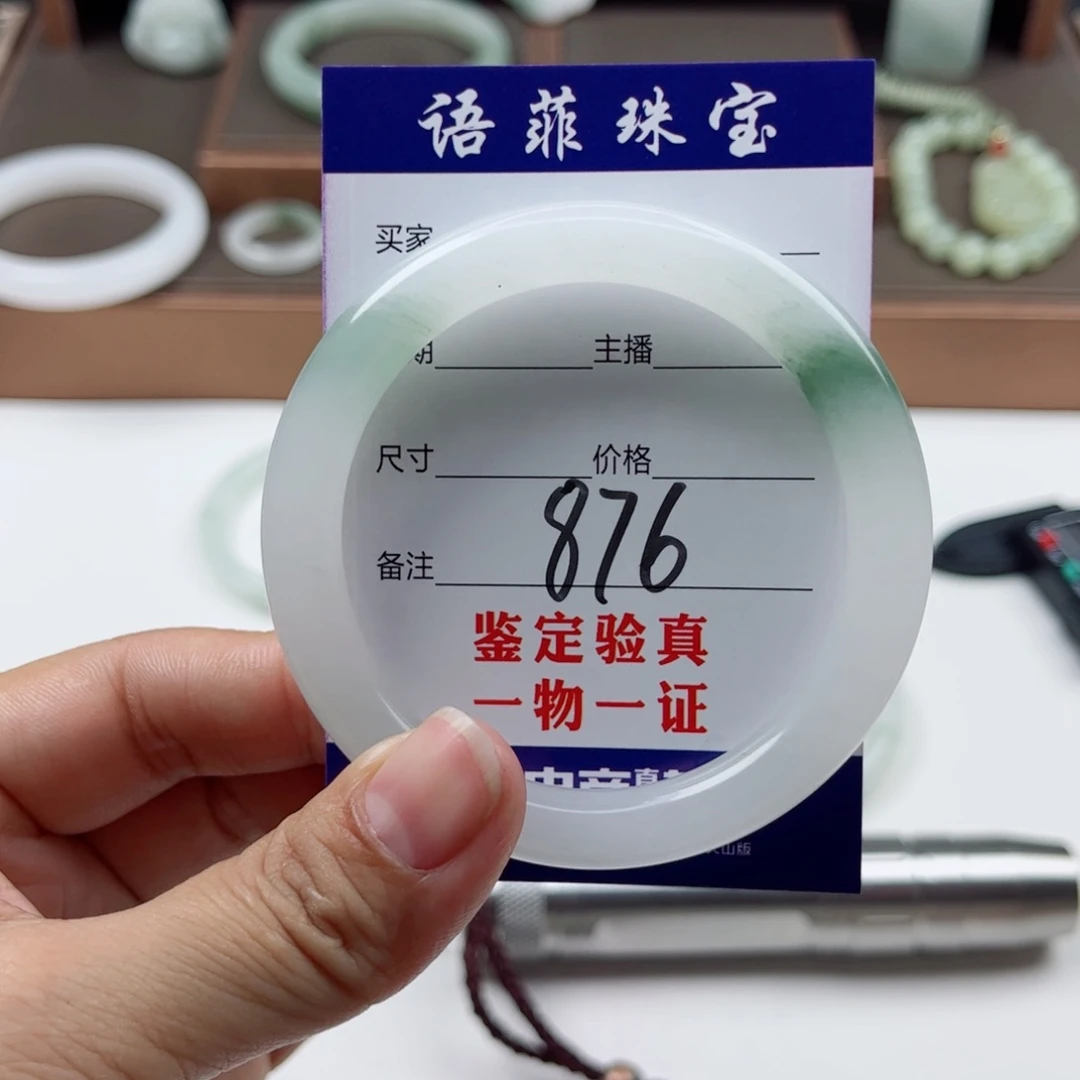 语菲珠宝
买家
期 主播
尺寸 价格
876
备注
鉴定验真
一物一证